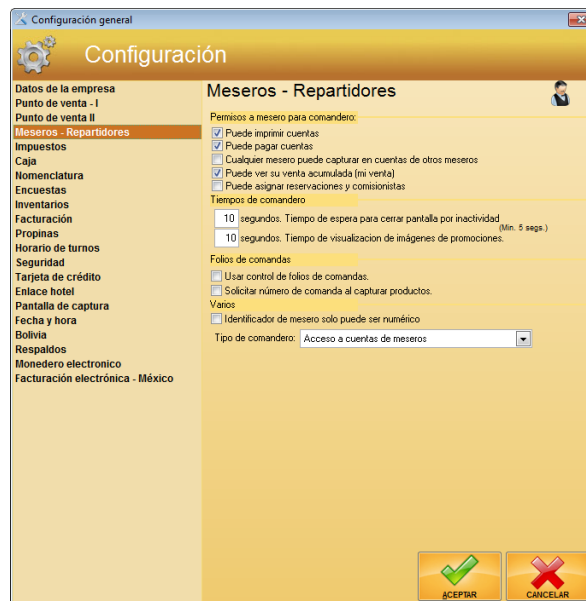 Configuración general
Configuración
Datos de la empresa
Punto de venta - I
Punto de venta II
Meseros - Repartidores
Impuestos
Caja
Nomenclatura
Encuestas
Inventarios
Facturación
Propinas
Horario de turnos
Seguridad
Tarjeta de crédito
Enlace hotel
Pantalla de captura
Fecha y hora
Bolivia
Respaldos
Monedero electronico
Facturación electrónica - México
Meseros - Repartidores
Permisos a mesero para comandero:
Puede imprimir cuentas
Puede pagar cuentas
Cualquier mesero puede capturar en cuentas de otros meseros
Puede ver su venta acumulada (mi venta)
Puede asignar reservaciones y comisionistas
Tiempos de comandero
10 segundos. Tiempo de espera para cerrar pantalla por inactividad
(Min. 5 segs.)
10 segundos. Tiempo de visualizacion de imágenes de promociones.
Folios de comandas
Usar control de folios de comandas.
Solicitar número de comanda al capturar productos.
Varios
Identificador de mesero solo puede ser numérico
Tipo de comandero: Acceso a cuentas de meseros
ACEPTAR
CANCELAR